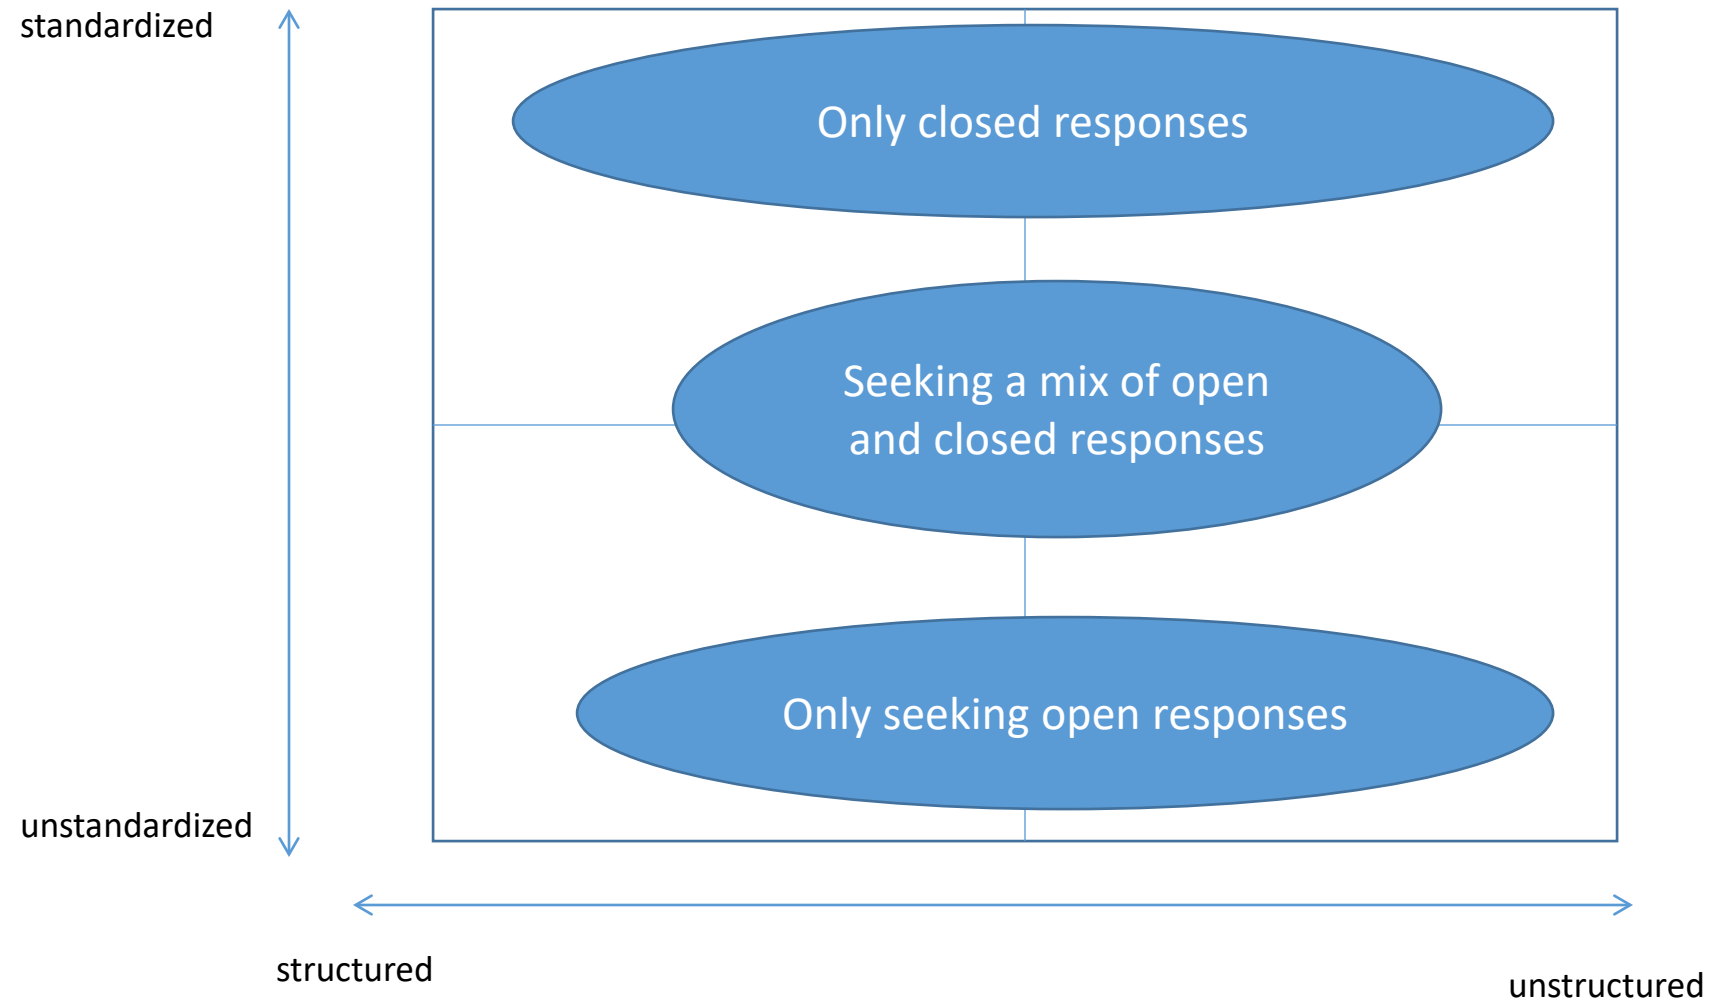 standardized
Only closed responses
Seeking a mix of open
and closed responses
Only seeking open responses
unstandardized
structured
unstructured